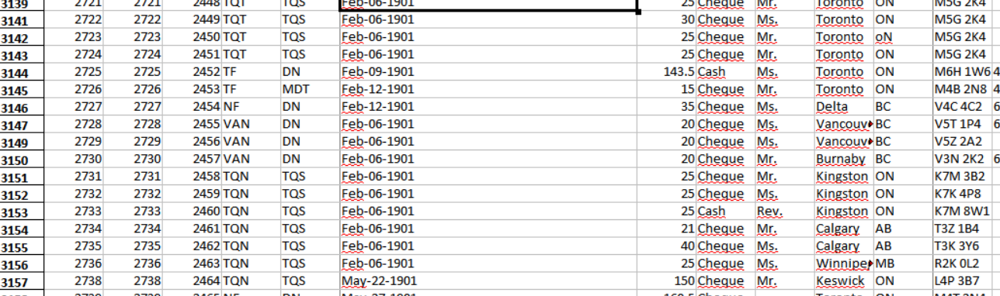 3139 2721 2721 2448 TQT TQS Feb-06-1901 25 Cheque Mr. Toronto ON M5G 2K4
3141 2722 2722 2449 TQT TQS Feb-06-1901 30 Cheque Ms. Toronto ON M5G 2K4
3142 2723 2723 2450 TQT TQS Feb-06-1901 25 Cheque Mr. Toronto oN M5G 2K4
3143 2724 2724 2451 TQT TQS Feb-06-1901 25 Cheque Mr. Toronto ON M5G 2K4
3144 2725 2725 2452 TF DN Feb-09-1901 143.5 Cash Ms. Toronto ON M6H 1W6 4
3145 2726 2726 2453 TF MDT Feb-12-1901 15 Cheque Mr. Toronto ON M4B 2N8 4
3146 2727 2727 2454 NF DN Feb-12-1901 35 Cheque Ms. Delta BC V4C 4C2 6
3147 2728 2728 2455 VAN DN Feb-06-1901 20 Cheque Ms. Vancouv BC V5T 1P4 6
3149 2729 2729 2456 VAN DN Feb-06-1901 20 Cheque Ms. Vancouv BC V5Z 2A2
3150 2730 2730 2457 VAN DN Feb-06-1901 20 Cheque Mr. Burnaby BC V3N 2K2 6
3151 2731 2731 2458 TQN TQS Feb-06-1901 25 Cheque Mr. Kingston ON K7M 3B2
3152 2732 2732 2459 TQN TQS Feb-06-1901 25 Cheque Ms. Kingston ON K7K 4P8
3153 2733 2733 2460 TQN TQS Feb-06-1901 25 Cash Rev. Kingston ON K7M 8W1
3154 2734 2734 2461 TQN TQS Feb-06-1901 21 Cheque Mr. Calgary AB T3Z 1B4
3155 2735 2735 2462 TQN TQS Feb-06-1901 40 Cheque Ms. Calgary AB T3K 3Y6
3156 2736 2736 2463 TQN TQS Feb-06-1901 25 Cheque Ms. Winnipe MB R2K 0L2
3157 2738 2738 2464 TQN TQS May-22-1901 150 Cheque Mr. Keswick ON L4P 3B7